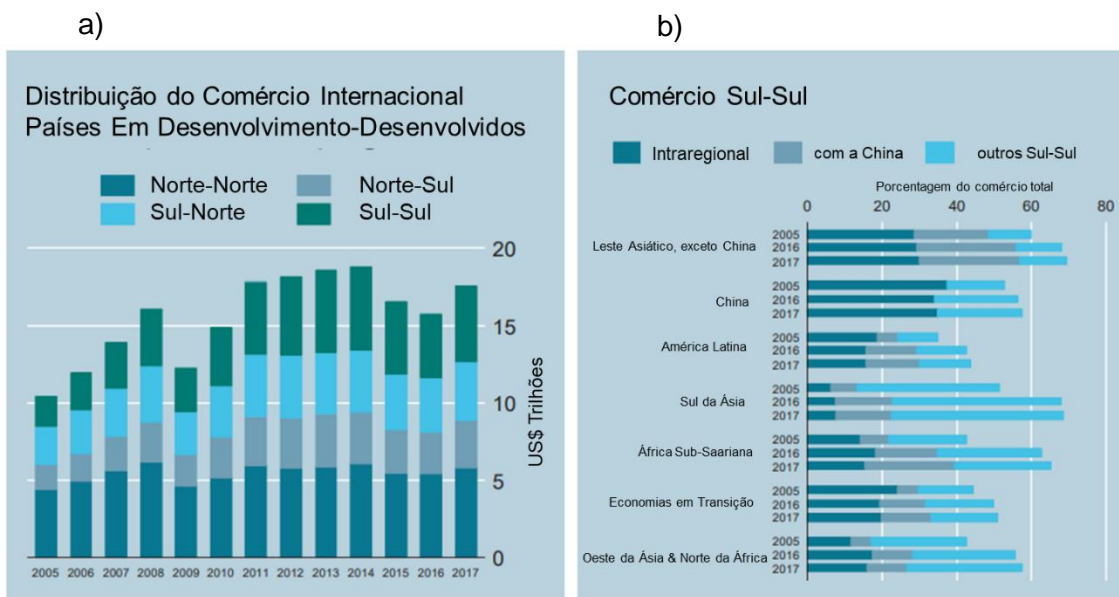 a)
Distribuição do Comércio Internacional
Países Em Desenvolvimento-Desenvolvidos
Norte-Norte Norte-Sul
Sul-Norte Sul-Sul
20
15
10
5
0
US$ Trilhões
2005 2006 2007 2008 2009 2010 2011 2012 2013 2014 2015 2016 2017
b)
Comércio Sul-Sul
Intraregional com a China outros Sul-Sul
Porcentagem do comércio total
0 20 40 60 80
2005
Leste Asiático, exceto China 2016
2017
2005
China 2016
2017
2005
América Latina 2016
2017
2005
Sul da Ásia 2016
2017
2005
África Sub-Saariana 2016
2017
2005
Economias em Transição 2016
2017
2005
Oeste da Ásia & Norte da África 2016
2017